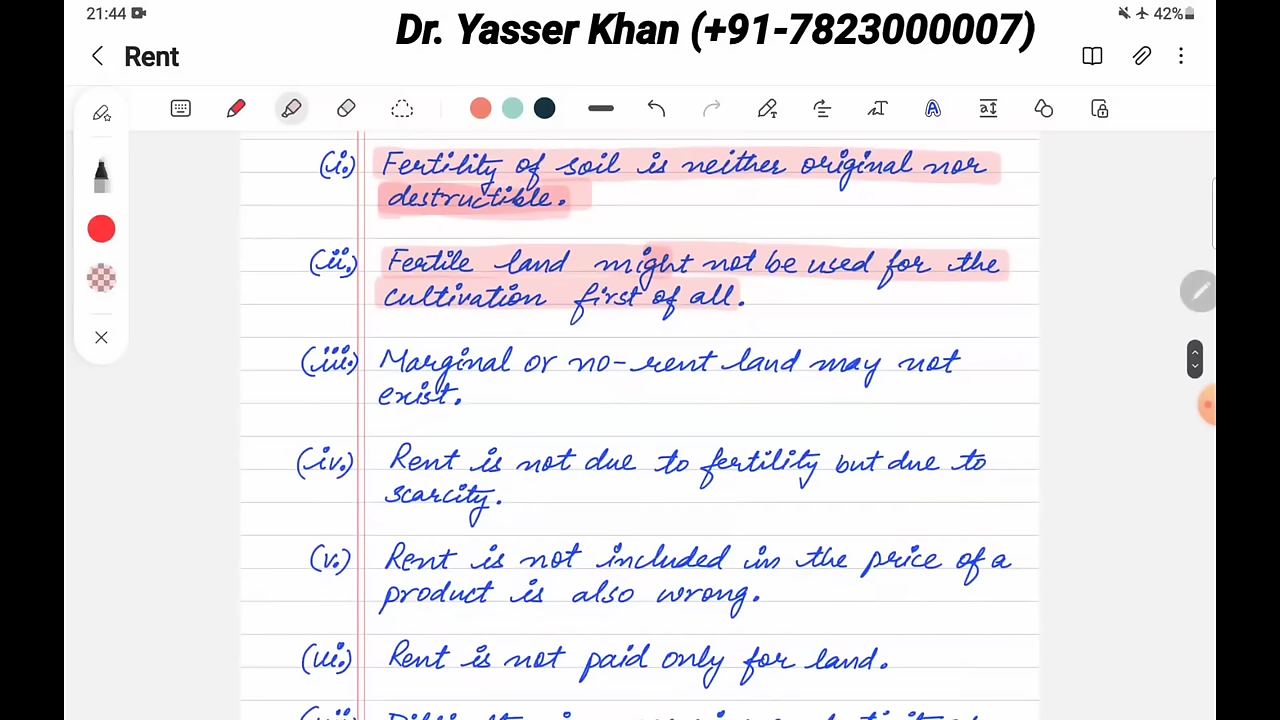 21:44
42%
Dr. Yasser Khan (+91-7823000007)
Rent
(i.) Fertility of soil is neither original nor
destructible.
(ii.) Fertile land might not be used for the
cultivation first of all.
(iii.) Marginal or no-rent land may not
exist.
(iv.) Rent is not due to fertility but due to
scarcity.
(v.) Rent is not included in the price of a
product is also wrong.
(vi.) Rent is not paid only for land.